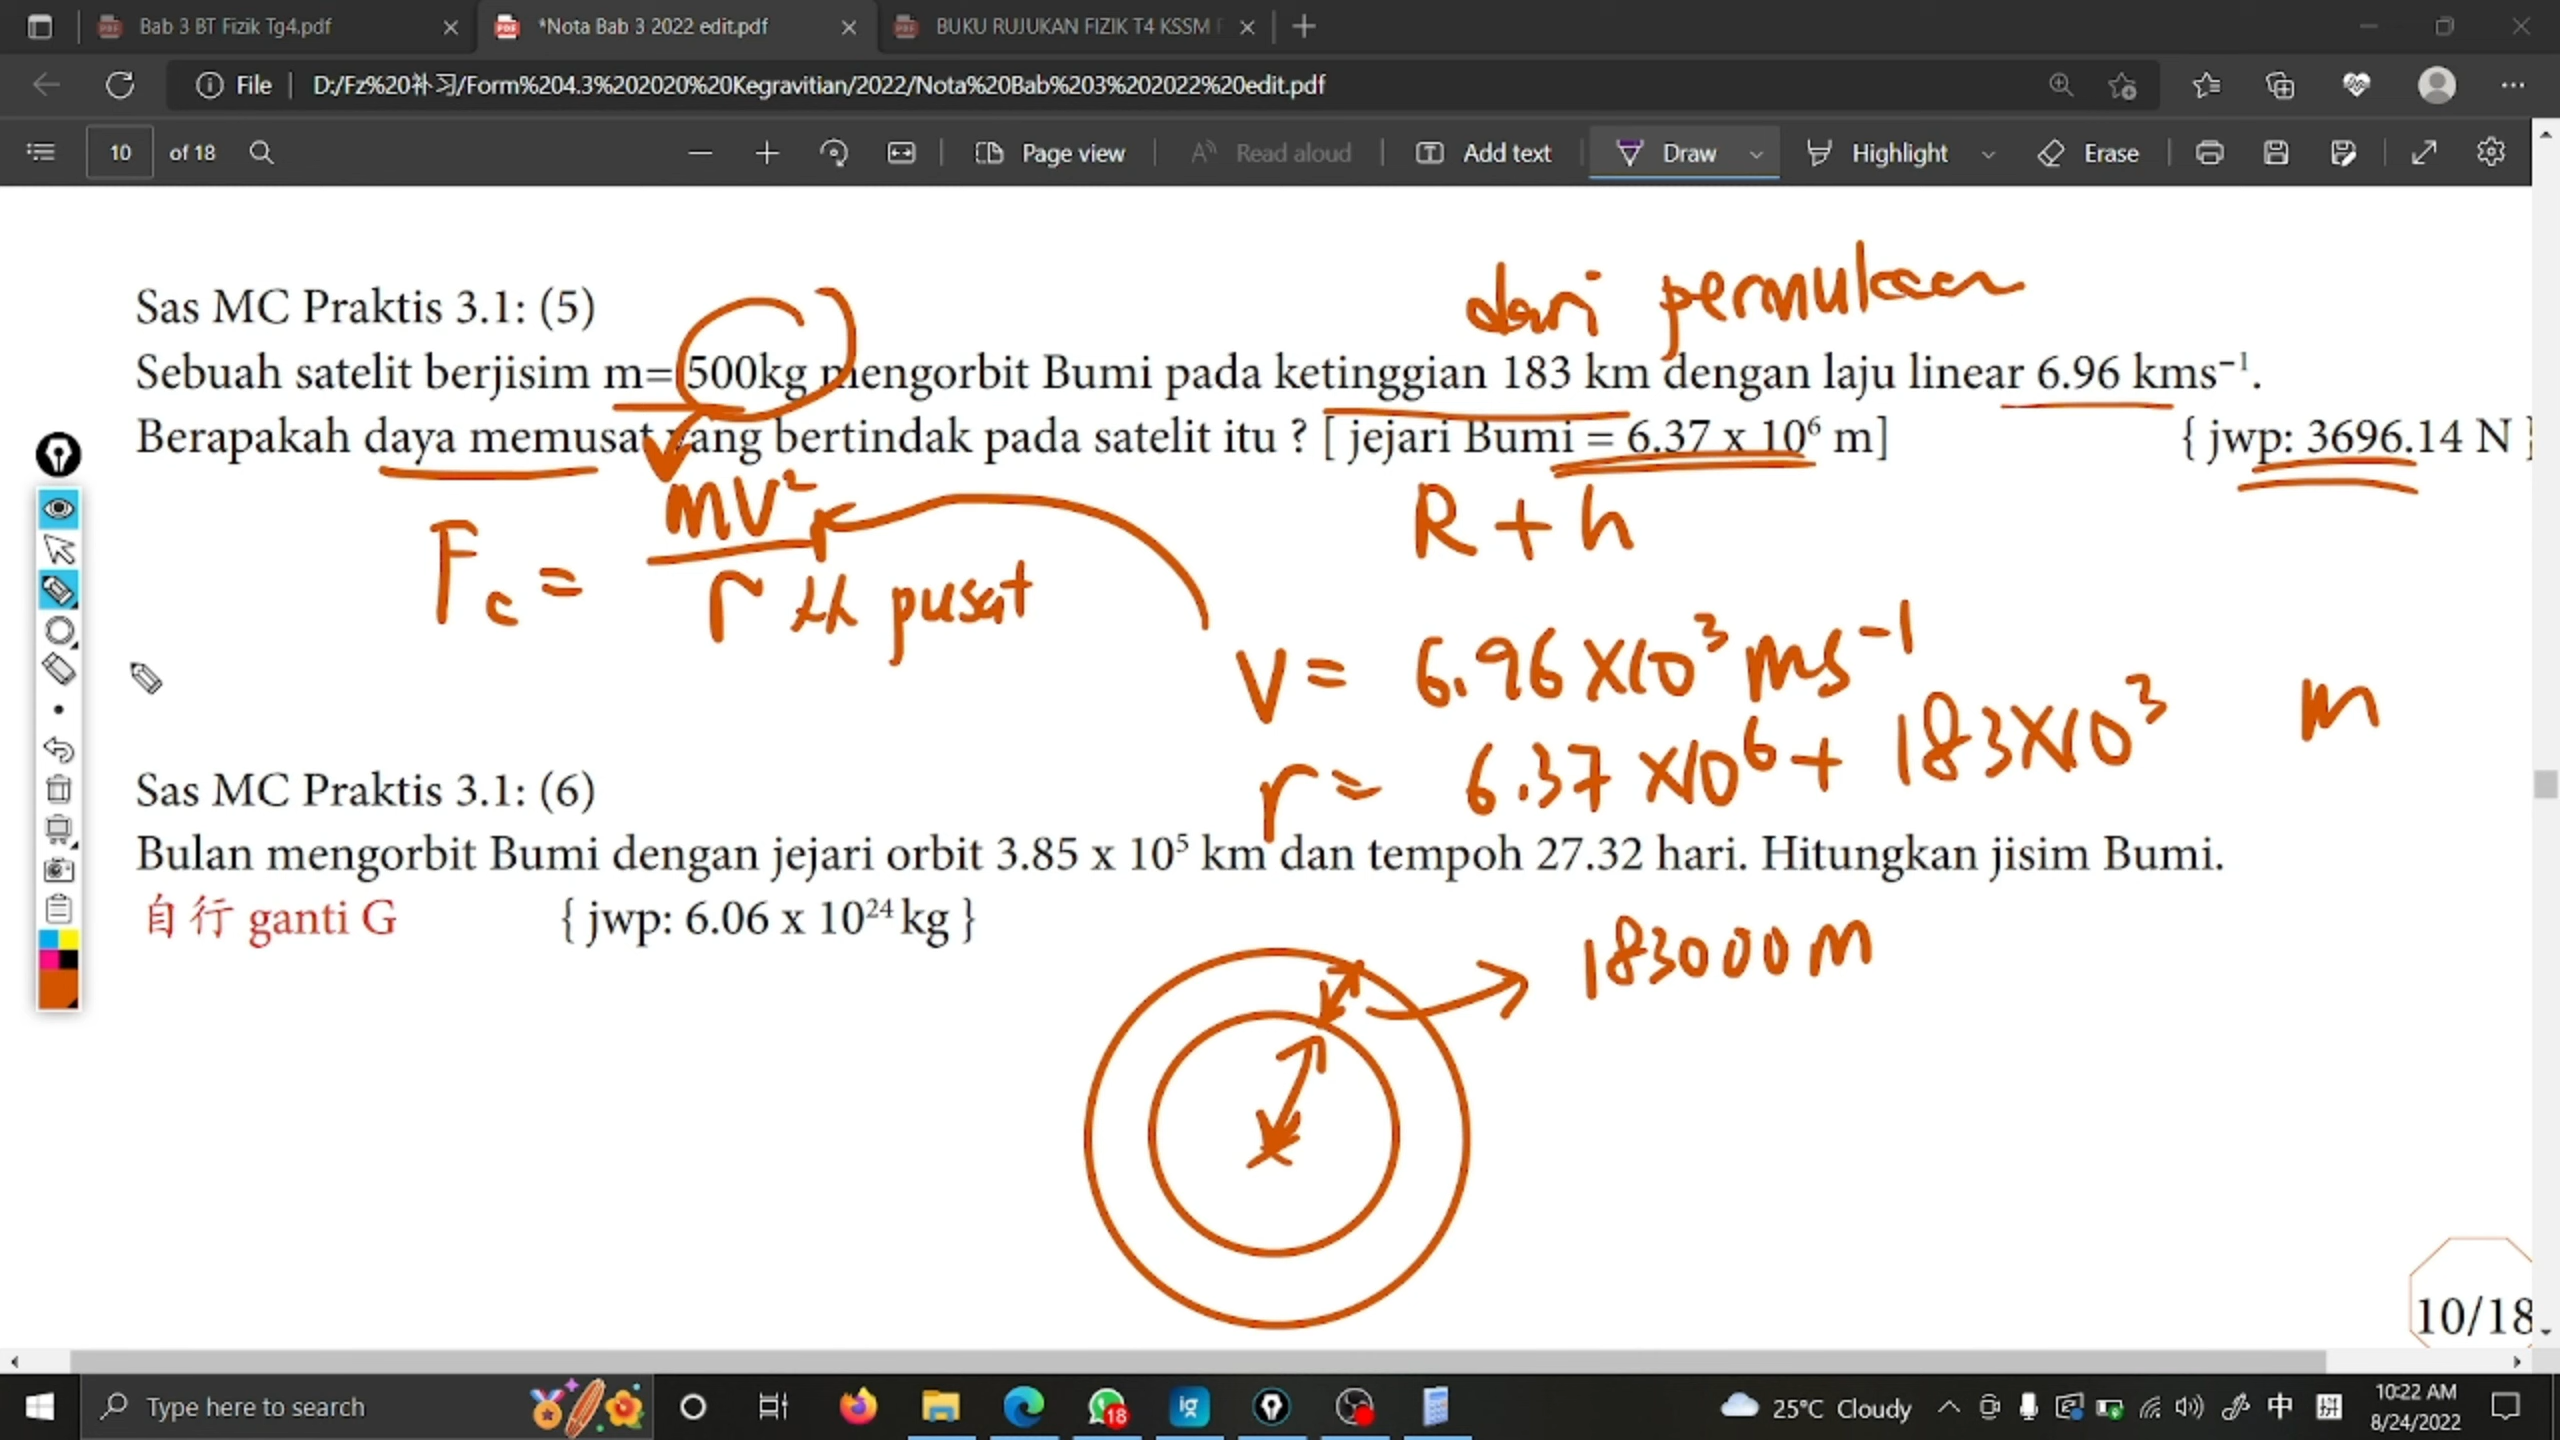 Bab 3 BT Fizik Tg4.pdf
*Nota Bab 3 2022 edit.pdf
BUKU RUJUKAN FIZIK T4 KSSM F
File | D:/Fz%20补习/Form%204.3%202020%20Kegravitian/2022/Nota%20Bab%203%202022%20edit.pdf
10 of 18
Page view
Read aloud
Add text
Draw
Highlight
Erase
dari permukaan
Sas MC Praktis 3.1: (5)
Sebuah satelit berjisim m= 500kg mengorbit Bumi pada ketinggian 183 km dengan laju linear 6.96 kms⁻¹.
Berapakah daya memusat yang bertindak pada satelit itu ? [ jejari Bumi = 6.37 x 10⁶ m] { jwp: 3696.14 N }
R + h
Fc = mv² / r pusat
v = 6.96 x10³ ms⁻¹
r = 6.37 x10⁶ + 183x10³ m
Sas MC Praktis 3.1: (6)
Bulan mengorbit Bumi dengan jejari orbit 3.85 x 10⁵ km dan tempoh 27.32 hari. Hitungkan jisim Bumi.
自行 ganti G { jwp: 6.06 x 10²⁴ kg }
183000 m
10/18
Type here to search
18
ig
25°C Cloudy
中
拼
10:22 AM
8/24/2022